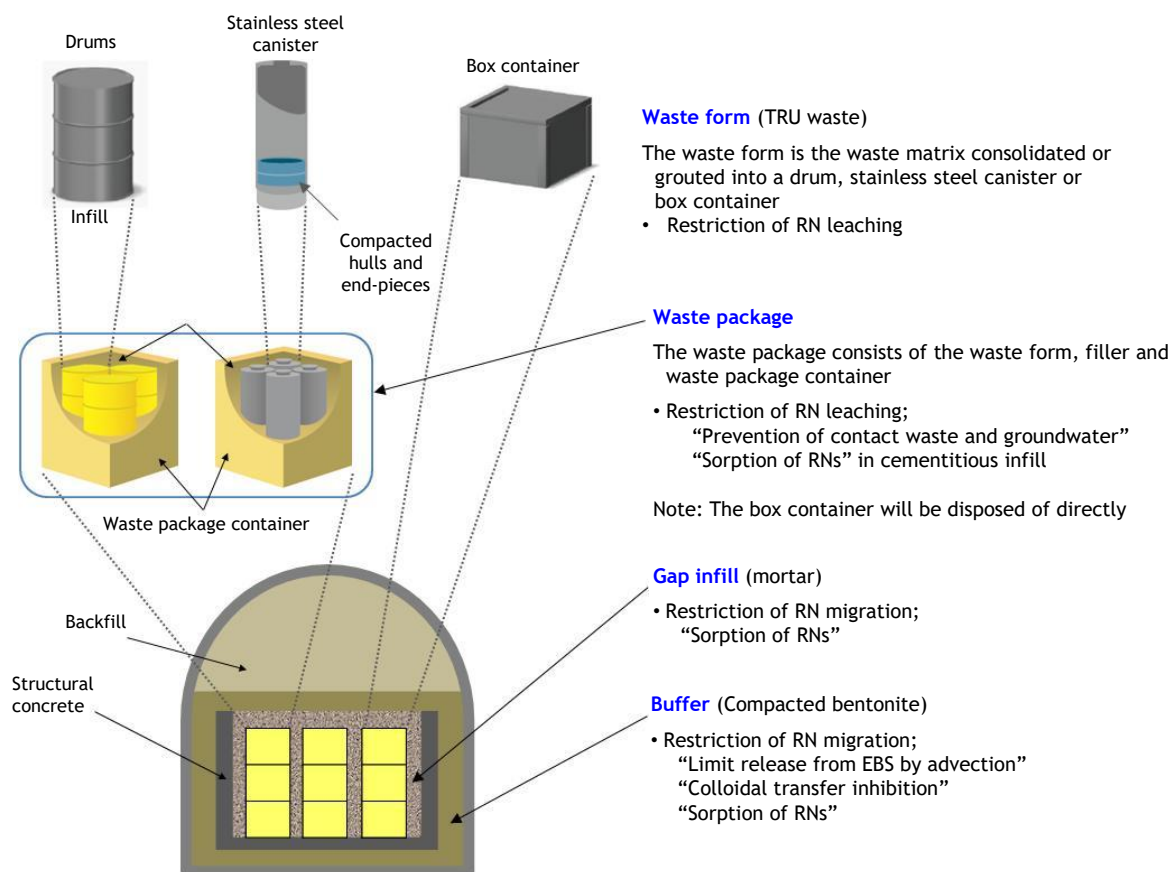 Drums
Stainless steel
canister
Box container
Infill
Compacted
hulls and
end-pieces
Waste package container
Backfill
Structural
concrete
Waste form (TRU waste)
The waste form is the waste matrix consolidated or
grouted into a drum, stainless steel canister or
box container
• Restriction of RN leaching
Waste package
The waste package consists of the waste form, filler and
waste package container
• Restriction of RN leaching;
“Prevention of contact waste and groundwater”
“Sorption of RNs” in cementitious infill
Note: The box container will be disposed of directly
Gap infill (mortar)
• Restriction of RN migration;
“Sorption of RNs”
Buffer (Compacted bentonite)
• Restriction of RN migration;
“Limit release from EBS by advection”
“Colloidal transfer inhibition”
“Sorption of RNs”